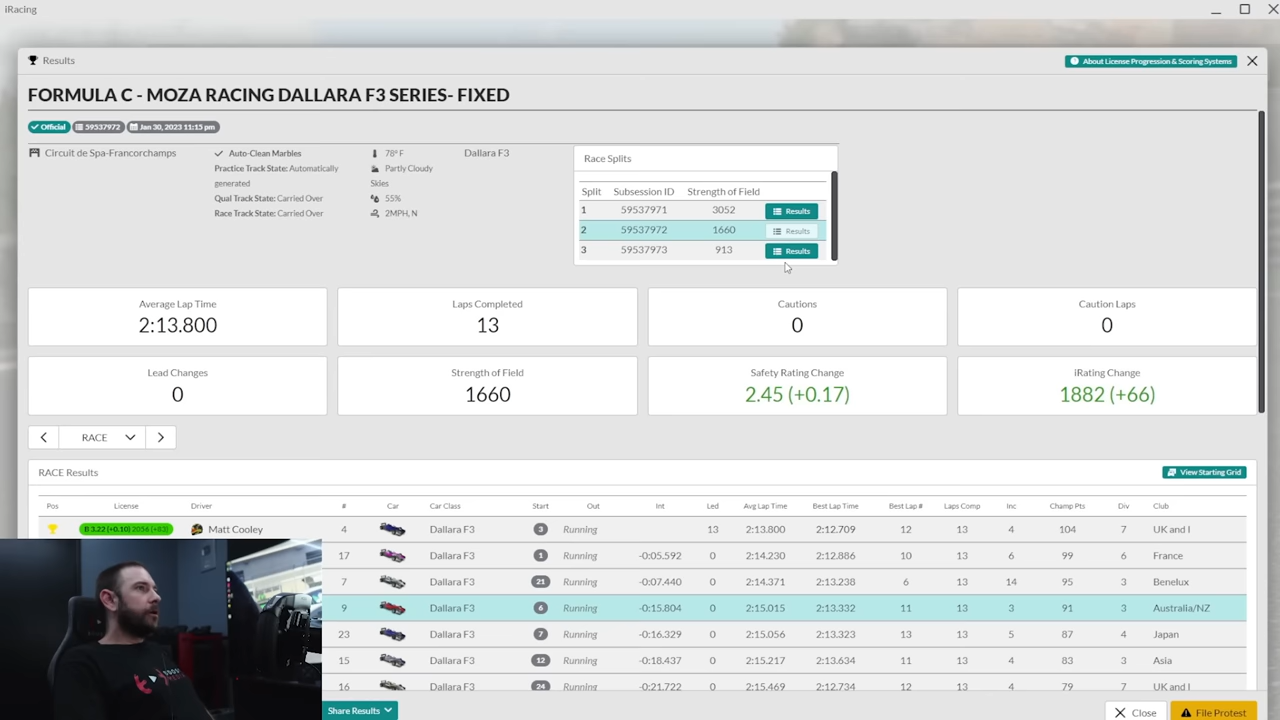 iRacing
Results
About License Progression & Scoring Systems
FORMULA C - MOZA RACING DALLARA F3 SERIES- FIXED
Official 59537972 Jan 30, 2023 11:15 pm
Circuit de Spa-Francorchamps
Auto-Clean Marbles
Practice Track State: Automatically
generated
Qual Track State: Carried Over
Race Track State: Carried Over
78° F
Partly Cloudy
Skies
55%
2MPH, N
Dallara F3
Race Splits
Split Subsession ID Strength of Field
1 59537971 3052 Results
2 59537972 1660 Results
3 59537973 913 Results
Average Lap Time
2:13.800
Laps Completed
13
Cautions
0
Caution Laps
0
Lead Changes
0
Strength of Field
1660
Safety Rating Change
2.45 (+0.17)
iRating Change
1882 (+66)
RACE
RACE Results
View Starting Grid
Pos License Driver # Car Car Class Start Out Int Led Avg Lap Time Best Lap Time Best Lap # Laps Comp Inc Champ Pts Div Club
B 3.22 (+0.10) 2056 (+83) Matt Cooley 4 Dallara F3 3 Running 13 2:13.800 2:12.709 12 13 4 104 7 UK and I
17 Dallara F3 1 Running -0:05.592 0 2:14.230 2:12.886 10 13 6 99 6 France
7 Dallara F3 21 Running -0:07.440 0 2:14.371 2:13.238 6 13 14 95 3 Benelux
9 Dallara F3 6 Running -0:15.804 0 2:15.015 2:13.332 11 13 3 91 3 Australia/NZ
23 Dallara F3 7 Running -0:16.329 0 2:15.056 2:13.323 13 13 5 87 4 Japan
15 Dallara F3 12 Running -0:18.437 0 2:15.217 2:13.634 11 13 4 83 3 Asia
16 Dallara F3 24 Running -0:21.722 0 2:15.469 2:12.734 12 13 4 79 7 UK and I
Share Results
Close
File Protest